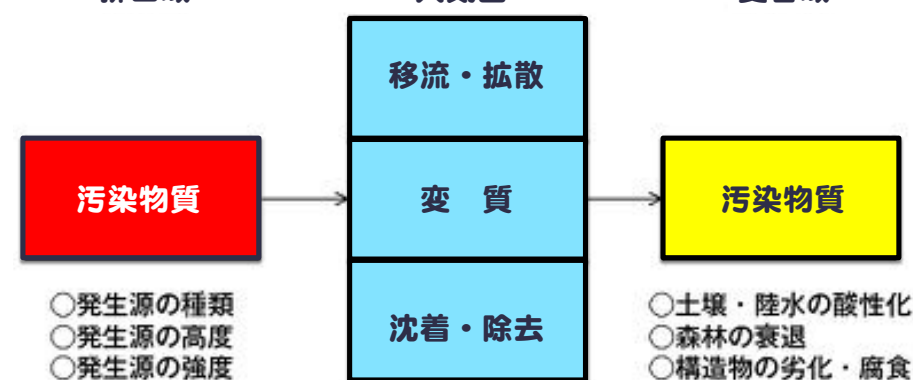 移流・拡散
汚染物質
変 質
汚染物質
沈着・除去
○発生源の種類
○発生源の高度
○発生源の強度
○土壌・陸水の酸性化
○森林の衰退
○構造物の劣化・腐食